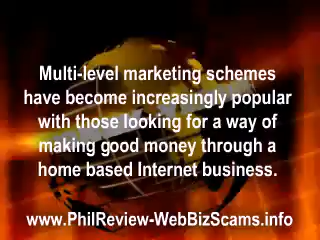 Multi-level marketing schemes
have become increasingly popular
with those looking for a way of
making good money through a
home based Internet business.
www.PhilReview-WebBizScams.info